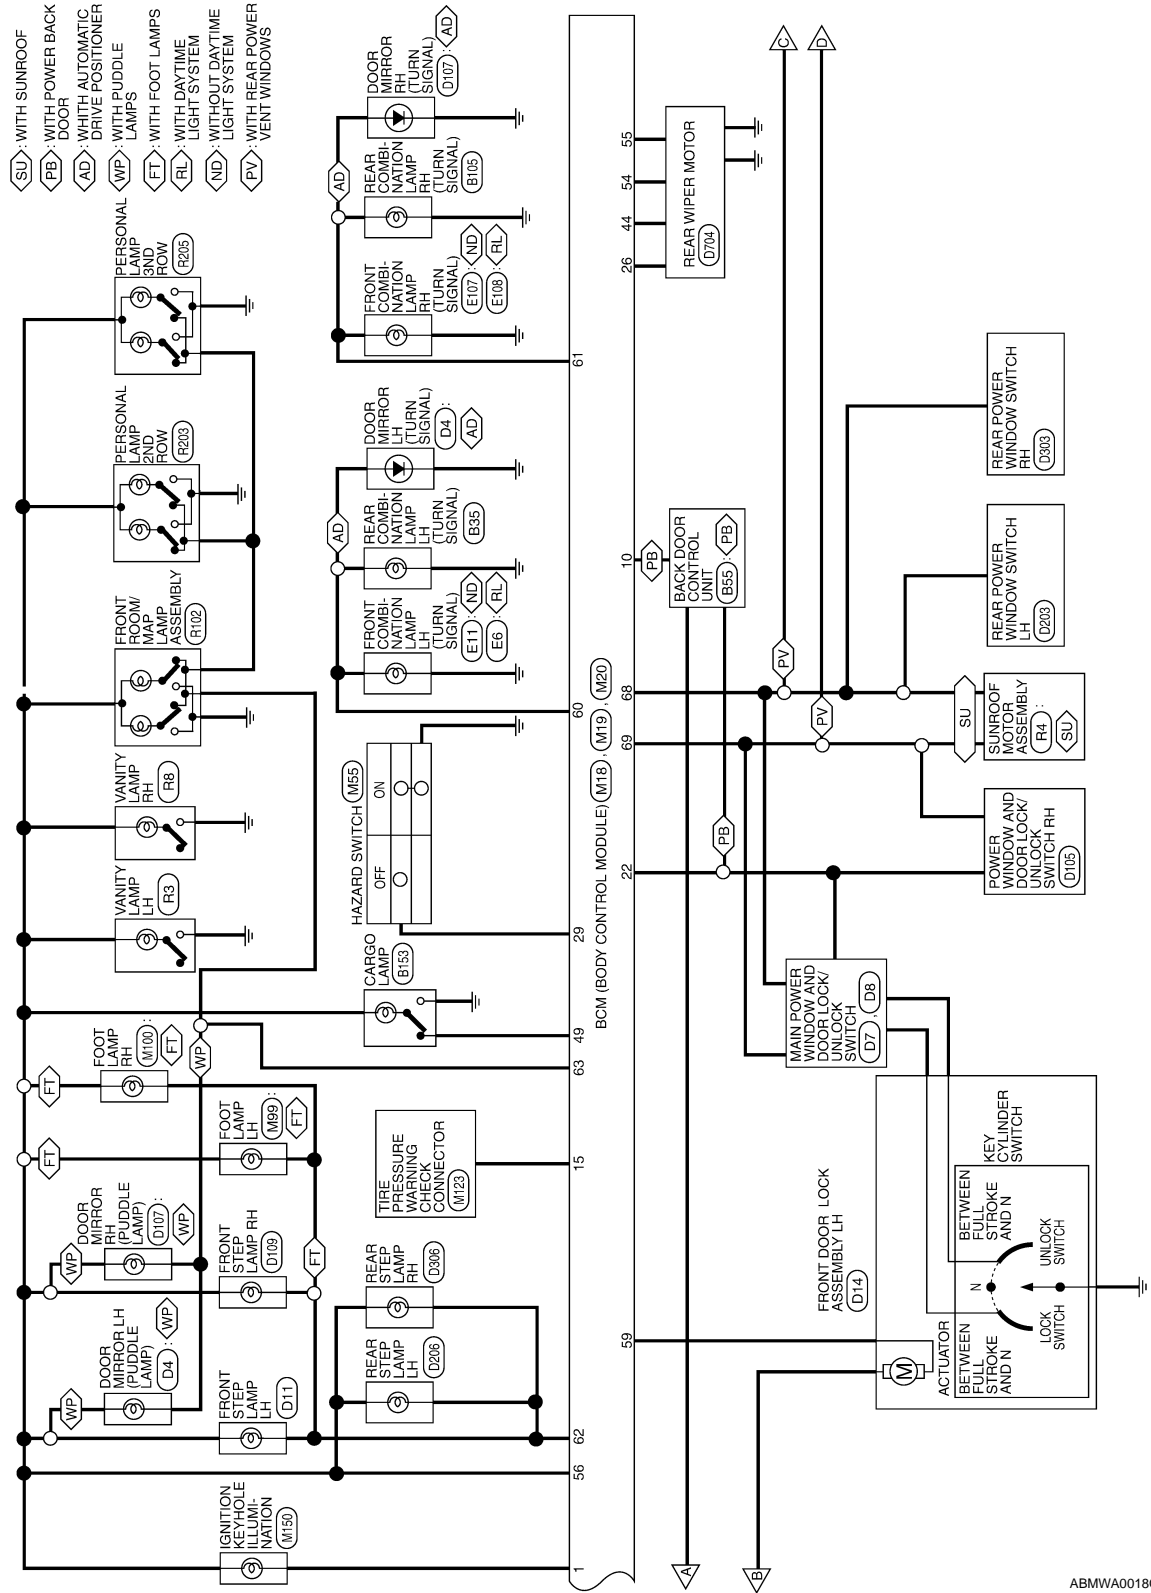 SU : WITH SUNROOF
PB : WITH POWER BACK
DOOR
AD : WHITH AUTOMATIC
DRIVE POSITIONER
WP : WITH PUDDLE
LAMPS
FT : WITH FOOT LAMPS
RL : WITH DAYTIME
LIGHT SYSTEM
ND : WITHOUT DAYTIME
LIGHT SYSTEM
PV : WITH REAR POWER
VENT WINDOWS
IGNITION
KEYHOLE
ILLUMI-
NATION
M150
WP
DOOR
MIRROR LH
(PUDDLE
LAMP)
D4 : WP
FRONT
STEP
LAMP
LH
D11
WP
DOOR
MIRROR
RH
(PUDDLE
LAMP)
D107 :
WP
FRONT
STEP
LAMP RH
D109
FT
FT
FOOT
LAMP
LH
M99 :
FT
FT
FOOT
LAMP
RH
M100 :
FT
WP
VANITY
LAMP
LH
R3
VANITY
LAMP
RH
R8
FRONT
ROOM/
MAP
LAMP
ASSEMBLY
R102
PERSONAL
LAMP
2ND
ROW
R203
PERSONAL
LAMP
3ND
ROW
R205
REAR
STEP
LAMP
LH
D206
REAR
STEP
LAMP
RH
D306
TIRE
PRESSURE
WARNING
CHECK
CONNECTOR
M123
CARGO
LAMP
B153
HAZARD SWITCH M55
OFF
ON
FRONT
COMBI-
NATION
LAMP
LH
(TURN
SIGNAL)
E11 : ND
E6 : RL
AD
REAR
COMBI-
NATION
LAMP
LH
(TURN
SIGNAL)
B35
DOOR
MIRROR
LH
(TURN
SIGNAL)
D4 :
AD
FRONT
COMBI-
NATION
LAMP
RH
(TURN
SIGNAL)
E107 : ND
E108 : RL
AD
REAR
COMBI-
NATION
LAMP
RH
(TURN
SIGNAL)
B105
DOOR
MIRROR
RH
(TURN
SIGNAL)
D107 : AD
1
56
62
15
63
49
29
60
61
BCM (BODY CONTROL MODULE) M18 , M19 , M20
59
22
69
68
10
26
44
54
55
A
B
FRONT DOOR LOCK
ASSEMBLY LH
D14
ACTUATOR
M
BETWEEN
FULL
STROKE
AND N
LOCK
SWITCH
N
UNLOCK
SWITCH
BETWEEN
FULL
STROKE
AND N
KEY
CYLINDER
SWITCH
MAIN POWER
WINDOW AND
DOOR LOCK/
UNLOCK
SWITCH
D7 , D8
PB
PB
BACK DOOR
CONTROL
UNIT
B55 : PB
POWER
WINDOW AND
DOOR LOCK/
UNLOCK
SWITCH RH
D105
PV
PV
SU
SUNROOF
MOTOR
ASSEMBLY
R4 :
SU
REAR POWER
WINDOW SWITCH
LH
D203
REAR POWER
WINDOW SWITCH
RH
D303
REAR WIPER MOTOR
D704
C
D